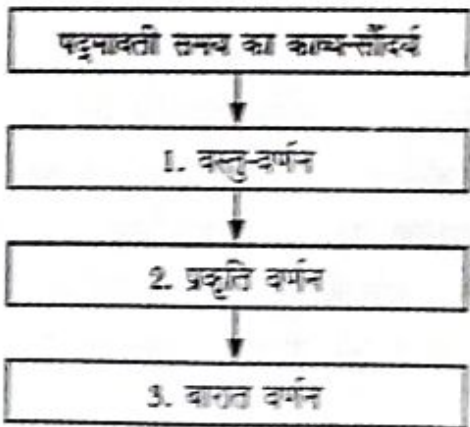 पद्मावती समय का काव्य-सौंदर्य
1. वस्तु-वर्णन
2. प्रकृति वर्णन
3. बारात वर्णन